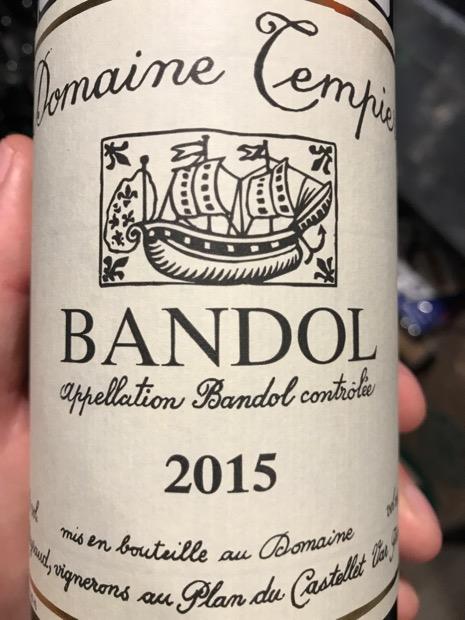 Domaine Tempie
BANDOL
appellation Bandol contrôlée
2015
mis en bouteille au Domaine
vignerons au Plan du Castellet Var